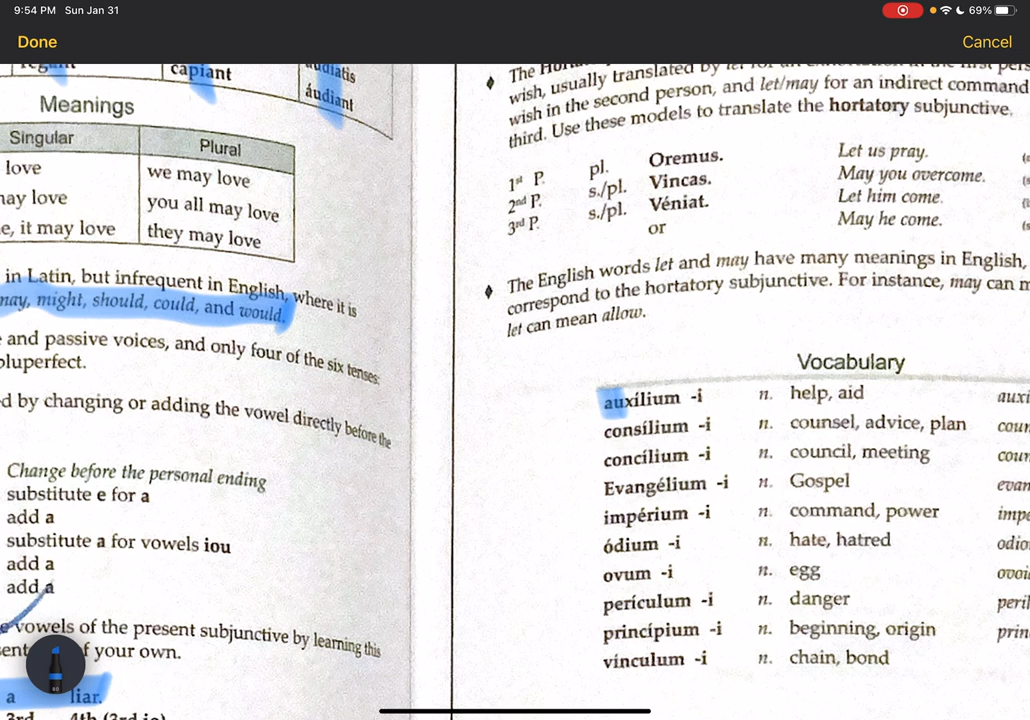 9:54 PM Sun Jan 31
69%
Done
Cancel
capiant
áudiant
Meanings
Singular Plural
love we may love
may love you all may love
it may love they may love
in Latin, but infrequent in English, where it is
may, might, should, could, and would.
and passive voices, and only four of the six tenses:
pluperfect.
by changing or adding the vowel directly before the
Change before the personal ending
substitute e for a
add a
substitute a for vowels iou
add a
add a
vowels of the present subjunctive by learning this
of your own.
a liar.
♦ The
wish, usually translated by let for an
wish in the second person, and let/may for an indirect command
third. Use these models to translate the hortatory subjunctive.
1st P. pl. Oremus. Let us pray.
2nd P. s./pl. Vincas. May you overcome.
3rd P. s./pl. Véniat. Let him come.
or May he come.
♦ The English words let and may have many meanings in English,
correspond to the hortatory subjunctive. For instance, may can
let can mean allow.
Vocabulary
auxílium -i n. help, aid
consílium -i n. counsel, advice, plan
concílium -i n. council, meeting
Evangélium -i n. Gospel
impérium -i n. command, power
ódium -i n. hate, hatred
ovum -i n. egg
perículum -i n. danger
princípium -i n. beginning, origin
vínculum -i n. chain, bond